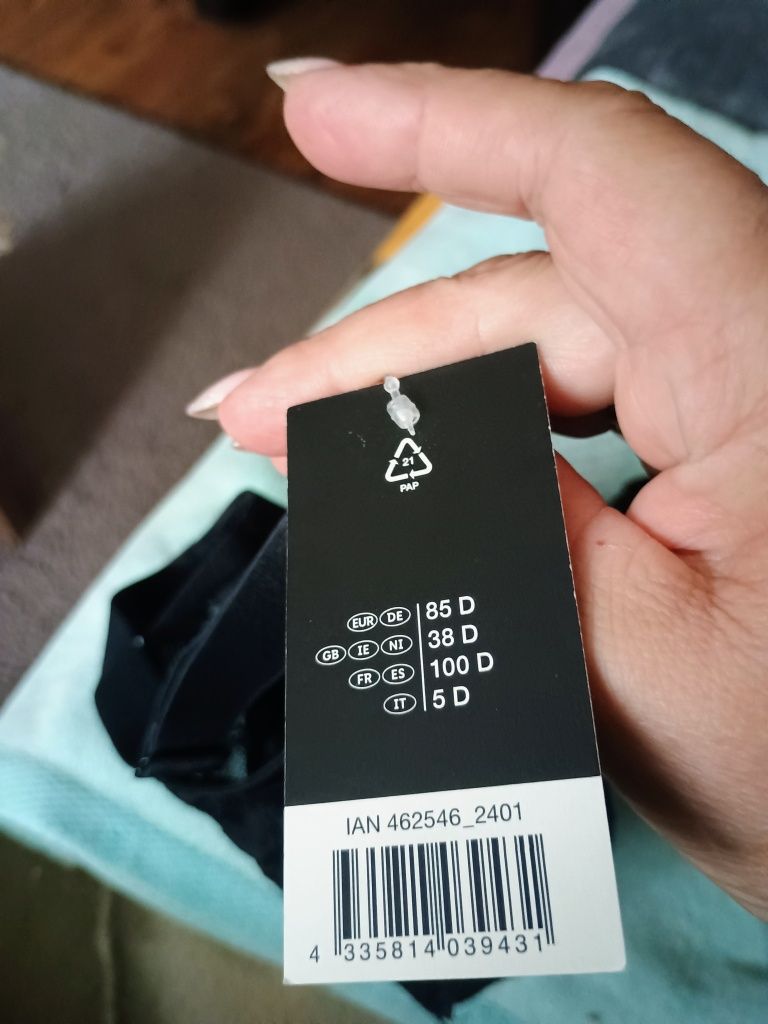 21
PAP
EUR DE 85 D
GB IE NI 38 D
FR ES 100 D
IT 5 D
IAN 462546_2401
4 335814 039431